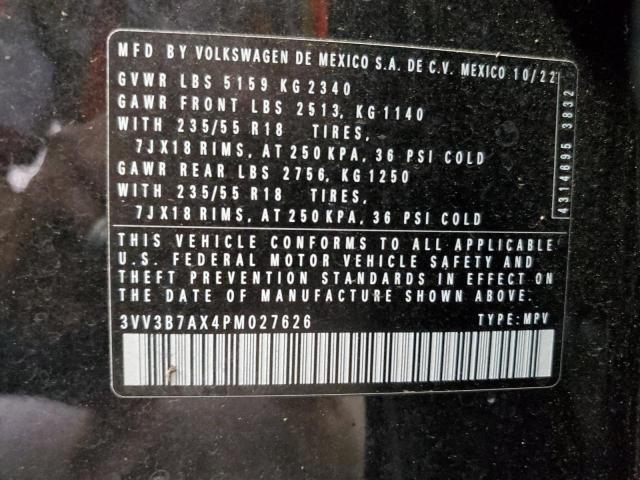 MFD BY VOLKSWAGEN DE MEXICO S.A. DE C.V. MEXICO 10/22
GVWR LBS 5159 KG 2340
GAWR FRONT LBS 2513, KG 1140
WITH 235/55 R18 TIRES,
7JX18 RIMS, AT 250 KPA, 36 PSI COLD
GAWR REAR LBS 2756, KG 1250
WITH 235/55 R18 TIRES,
7JX18 RIMS, AT 250 KPA, 36 PSI COLD
THIS VEHICLE CONFORMS TO ALL APPLICABLE
U.S. FEDERAL MOTOR VEHICLE SAFETY AND
THEFT PREVENTION STANDARDS IN EFFECT ON
THE DATE OF MANUFACTURE SHOWN ABOVE.
3VV3B7AX4PM027626 TYPE: MPV
4314695 3832